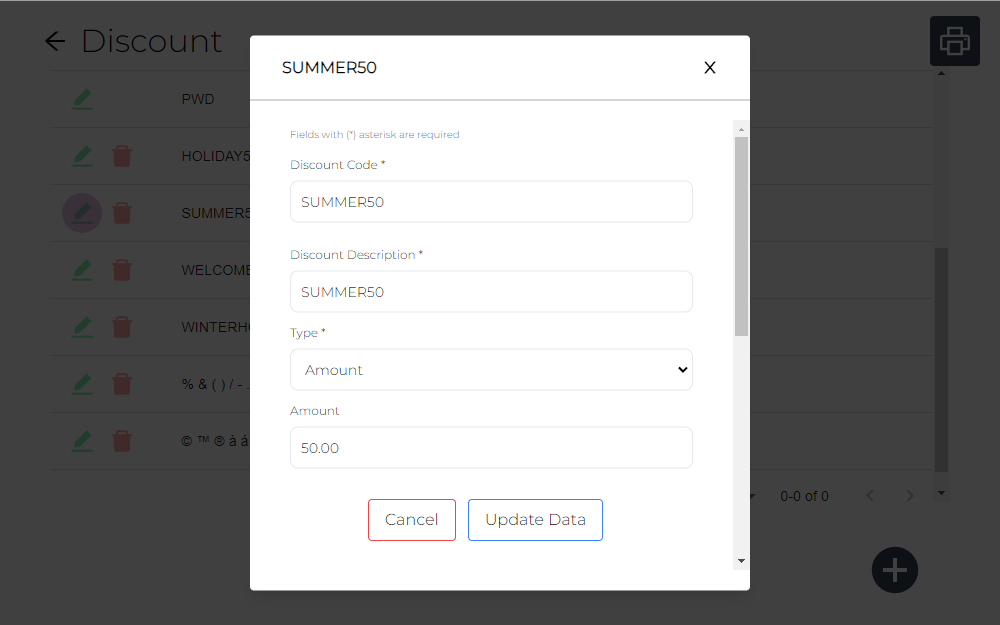 Discount
SUMMER50
X
PWD
Fields with (*) asterisk are required
Discount Code *
HOLIDAY5
SUMMER50
SUMMER5
Discount Description *
WELCOME
SUMMER50
WINTERH
Type *
Amount
% & ( ) / - .
Amount
© ™ ® à á
50.00
0-0 of 0
Cancel
Update Data